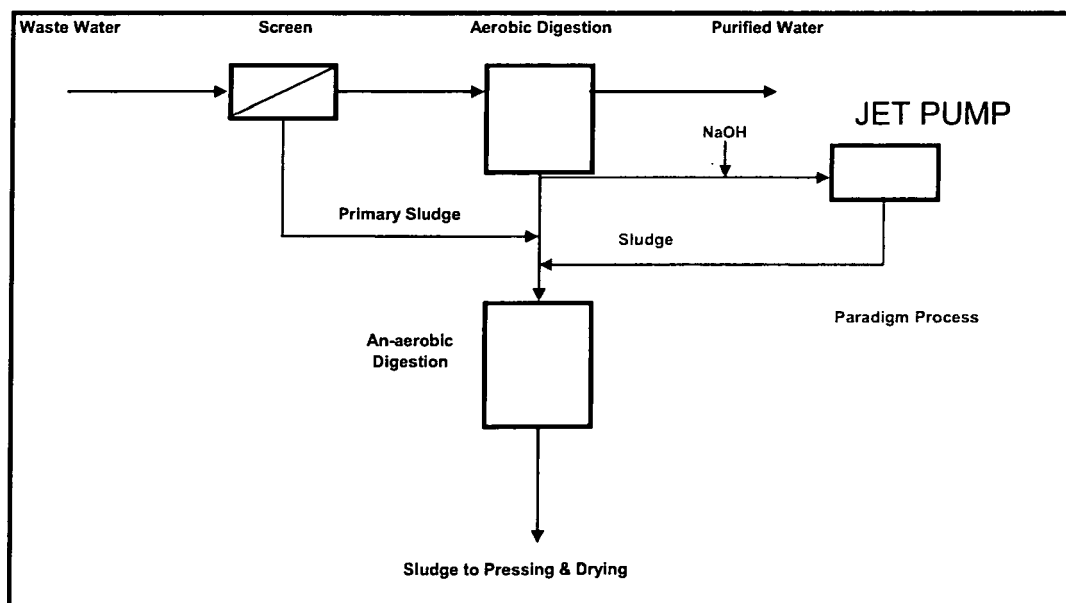 Waste Water
Screen
Aerobic Digestion
Purified Water
JET PUMP
NaOH
Primary Sludge
Sludge
Paradigm Process
An-aerobic
Digestion
Sludge to Pressing & Drying